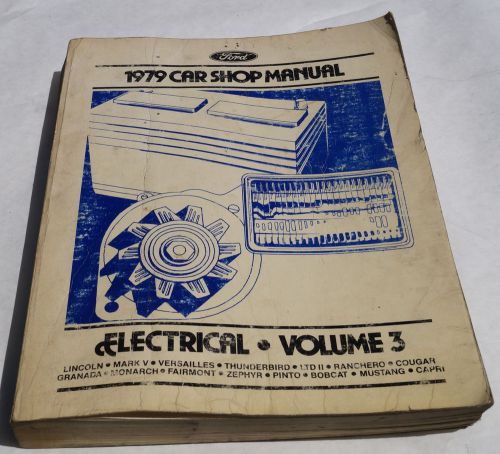 Ford
1979 CAR SHOP MANUAL
ELECTRICAL • VOLUME 3
LINCOLN • MARK V • VERSAILLES • THUNDERBIRD • LTD II • RANCHERO • COUGAR
GRANADA • MONARCH • FAIRMONT • ZEPHYR • PINTO • BOBCAT • MUSTANG • CAPRI